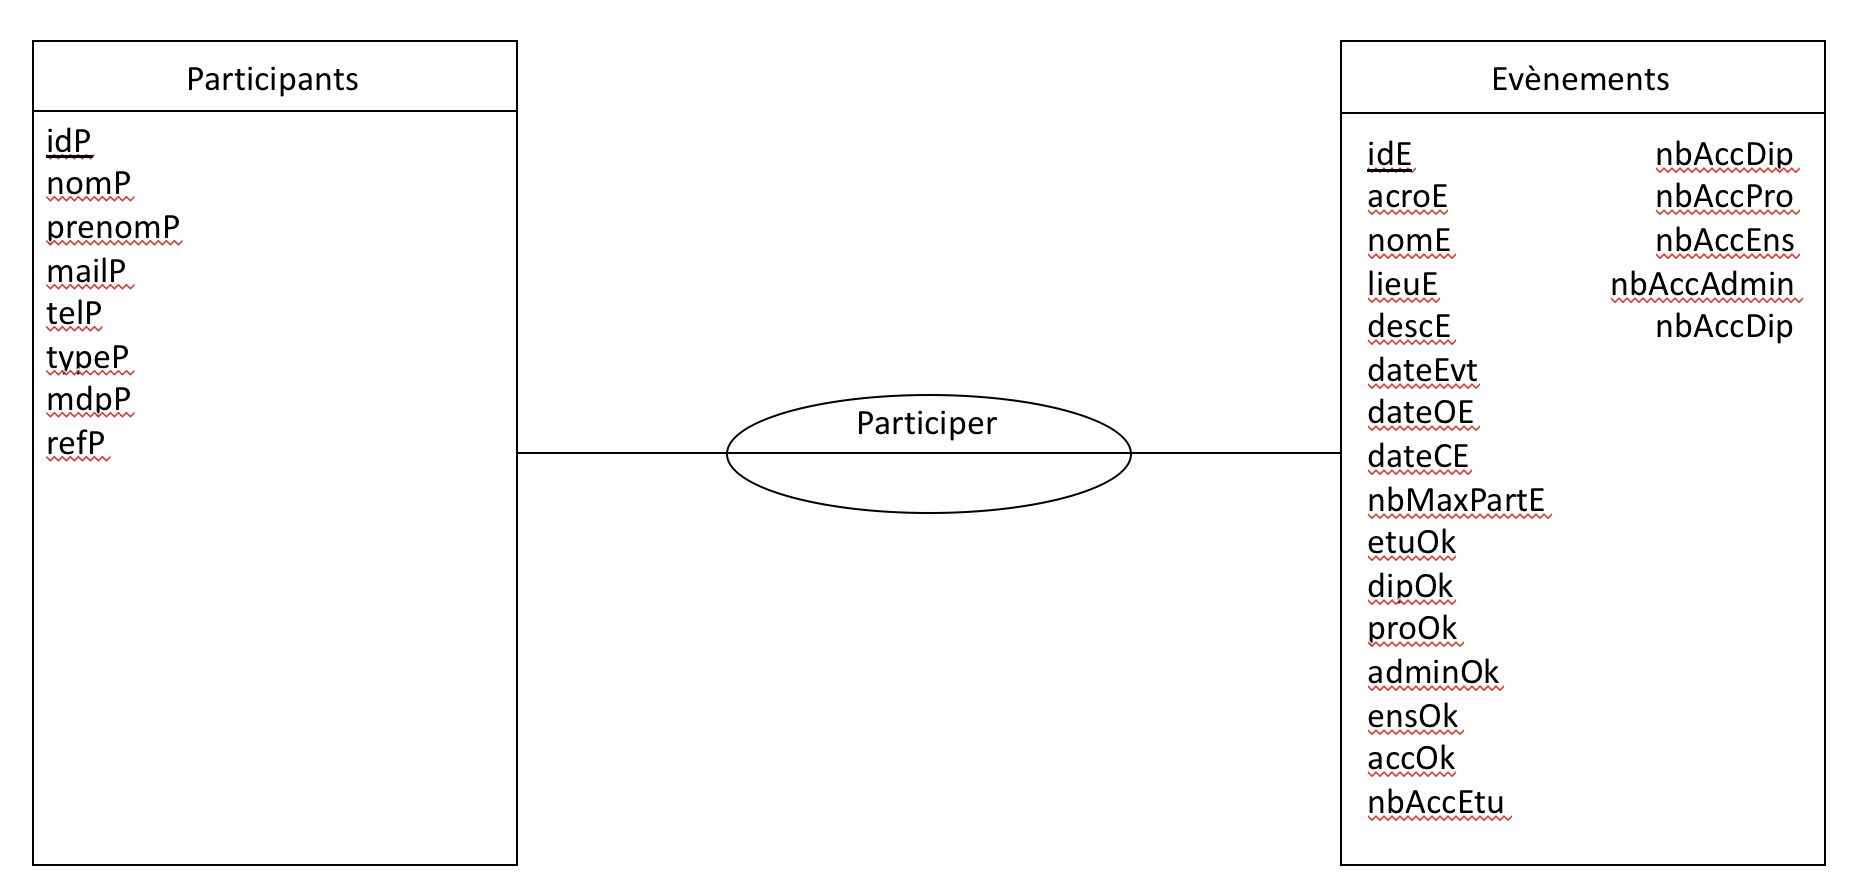 Participants
idP
nomP
prenomP
mailP
telP
typeP
mdpP
refP
Participer
Evènements
idE
acroE
nomE
lieuE
descE
dateEvt
dateOE
dateCE
nbMaxPartE
etuOk
dipOk
proOk
adminOk
ensOk
accOk
nbAccEtu
nbAccDip
nbAccPro
nbAccEns
nbAccAdmin
nbAccDip